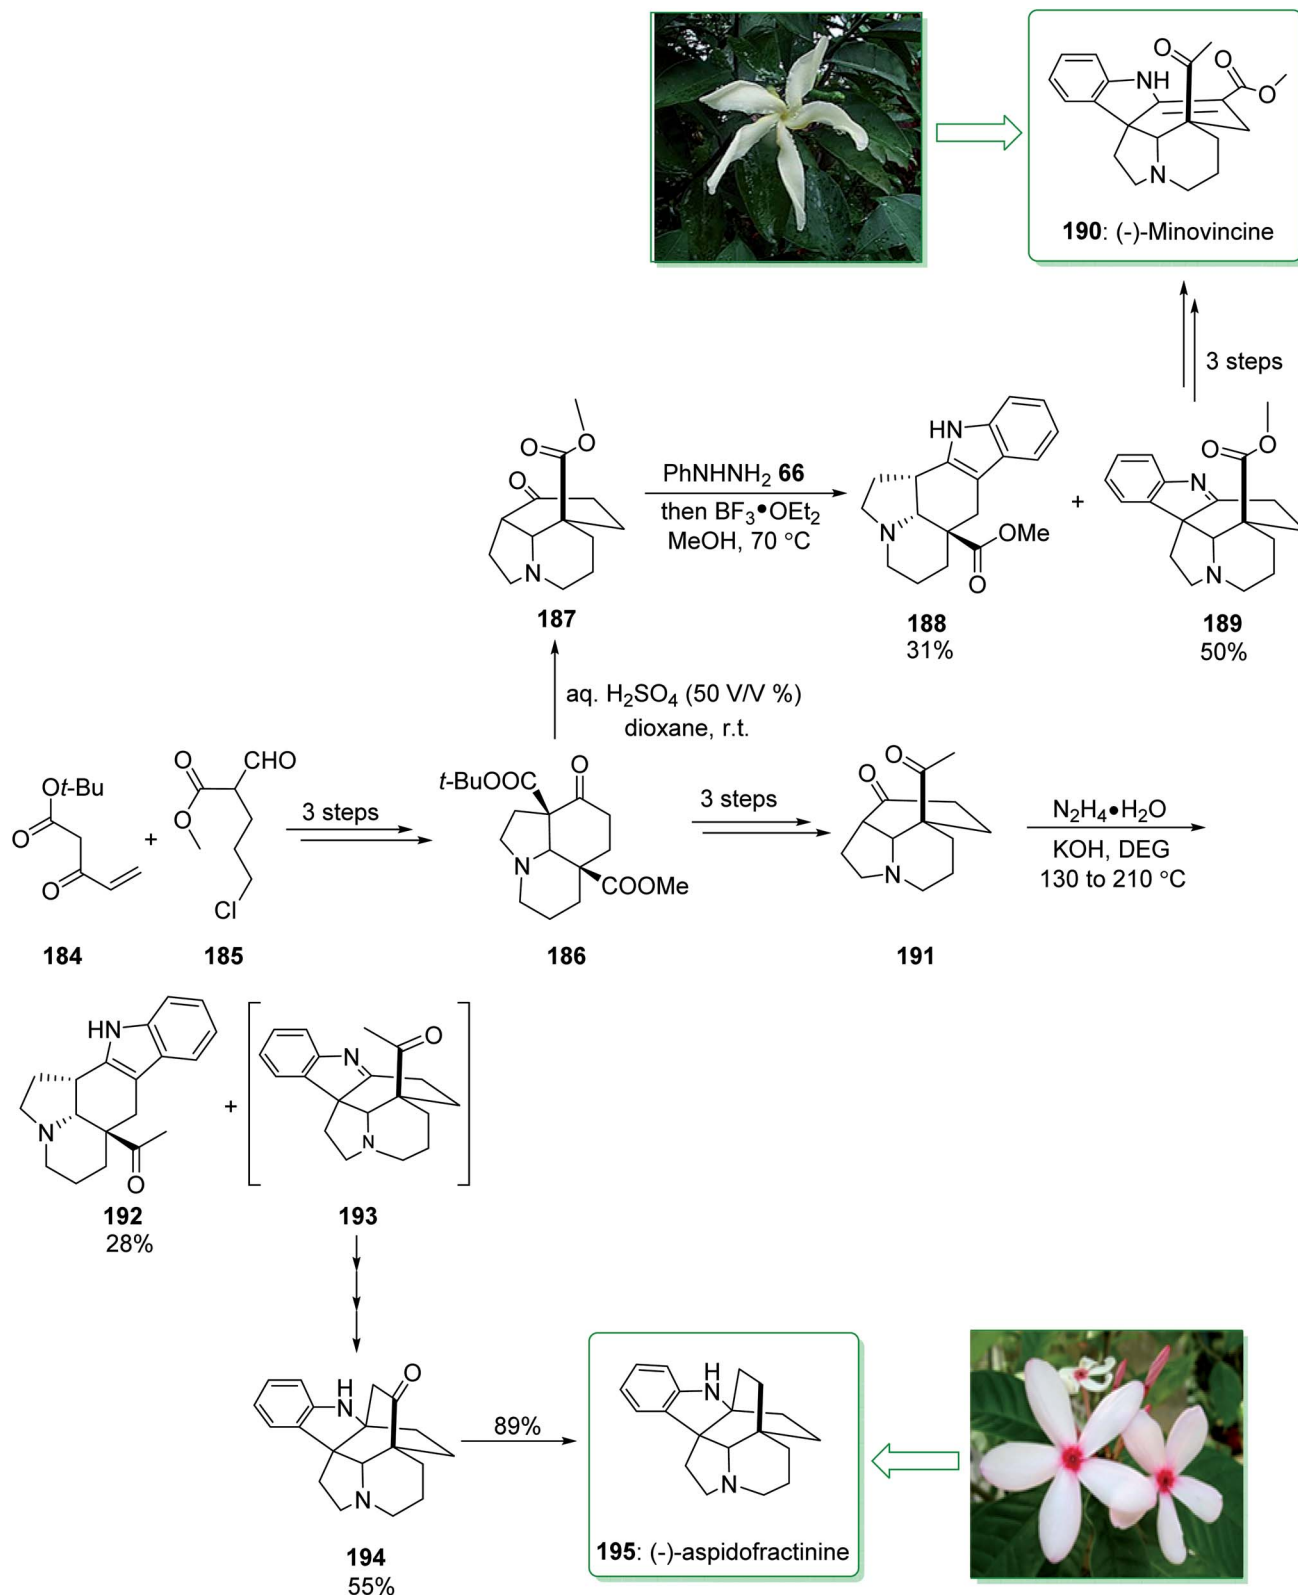 O
NH
O
O
N
190: (-)-Minovincine
3 steps
O
O
O
N
187
PhNHNH₂ 66
then BF₃•OEt₂
MeOH, 70 °C
HN
N
OMe
O
188
31%
+
O
O
N
N
189
50%
aq. H₂SO₄ (50 V/V %)
dioxane, r.t.
Ot-Bu
O
O
184
+
O
CHO
O
Cl
185
3 steps
t-BuOOC
O
N
COOMe
186
3 steps
O
O
N
191
N₂H₄•H₂O
KOH, DEG
130 to 210 °C
HN
N
O
192
28%
+
O
N
N
193
H
N
O
N
194
55%
89%
H
N
N
195: (-)-aspidofractinine